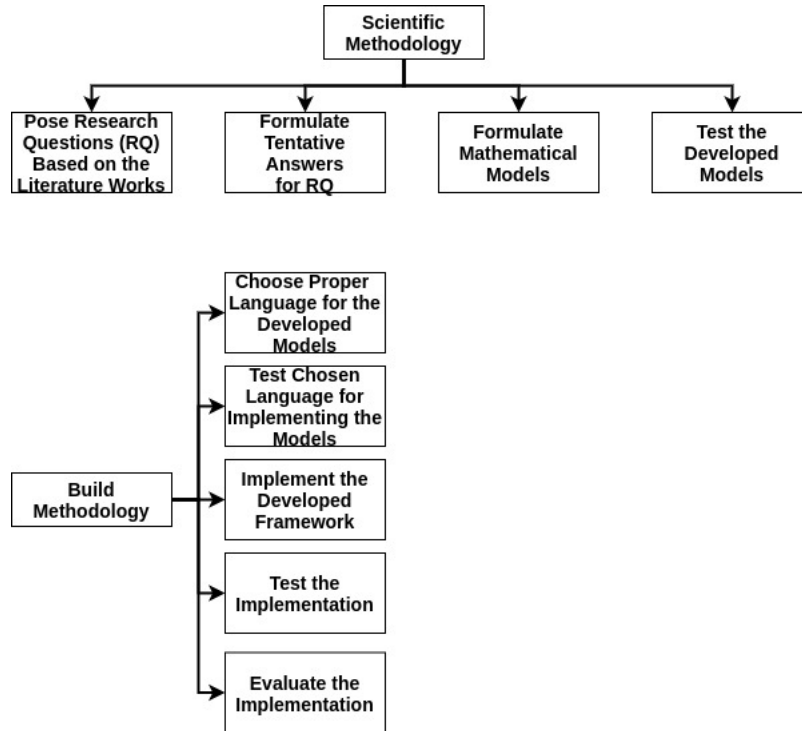 Scientific
Methodology
Pose Research
Questions (RQ)
Based on the
Literature Works
Formulate
Tentative
Answers
for RQ
Formulate
Mathematical
Models
Test the
Developed
Models
Choose Proper
Language for the
Developed
Models
Test Chosen
Language for
Implementing the
Models
Build
Methodology
Implement the
Developed
Framework
Test the
Implementation
Evaluate the
Implementation